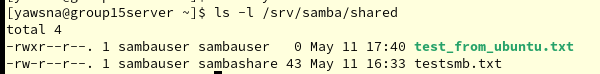 [yawsna@group15server ~]$ ls -l /srv/samba/shared
total 4
-rwxr--r--. 1 sambauser sambauser   0 May 11 17:40 test_from_ubuntu.txt
-rw-r--r--. 1 sambauser sambashare 43 May 11 16:33 testsmb.txt